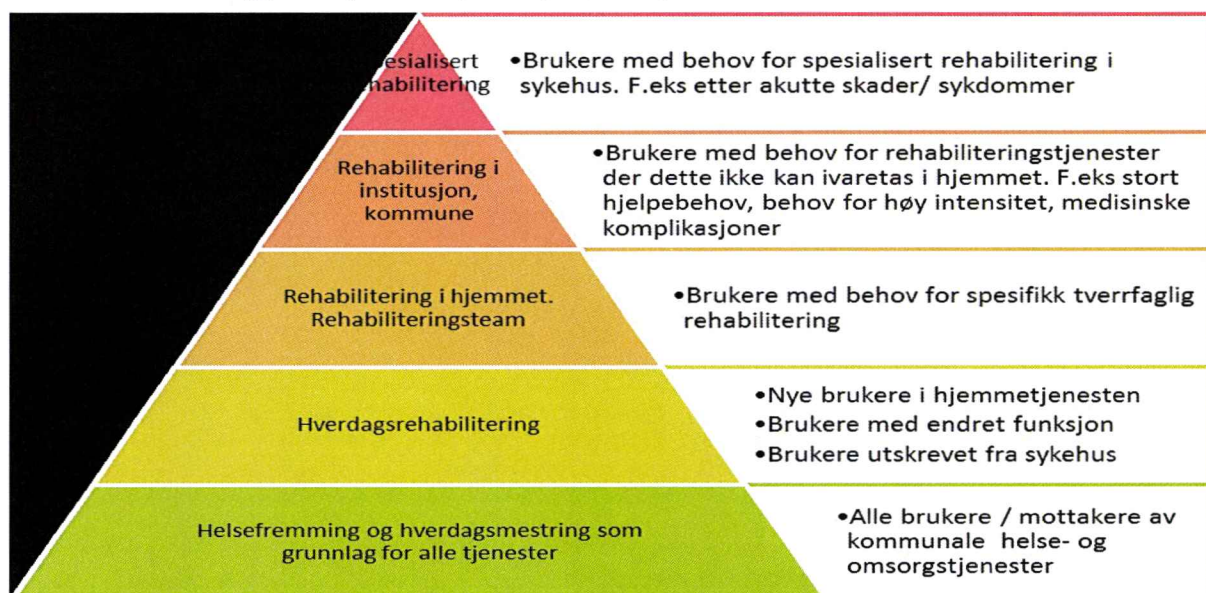 esialisert
habilitering
•Brukere med behov for spesialisert rehabilitering i
sykehus. F.eks etter akutte skader/ sykdommer
Rehabilitering i
institusjon,
kommune
•Brukere med behov for rehabiliteringstjenester
der dette ikke kan ivaretas i hjemmet. F.eks stort
hjelpebehov, behov for høy intensitet, medisinske
komplikasjoner
Rehabilitering i hjemmet.
Rehabiliteringsteam
•Brukere med behov for spesifikk tverrfaglig
rehabilitering
Hverdagsrehabilitering
•Nye brukere i hjemmetjenesten
•Brukere med endret funksjon
•Brukere utskrevet fra sykehus
Helsefremming og hverdagsmestring som
grunnlag for alle tjenester
•Alle brukere / mottakere av
kommunale helse- og
omsorgstjenester